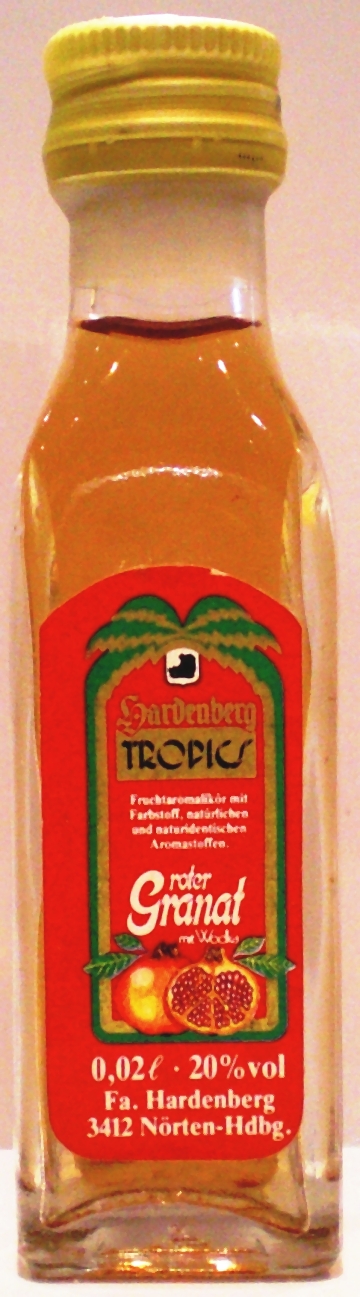 Hardenberg
TROPICS
Fruchtaromalikör mit
Farbstoff, natürlichen
und naturidentischen
Aromastoffen.
roter
Granat
mit Wodka
0,02ℓ · 20%vol
Fa. Hardenberg
3412 Nörten-Hdbg.